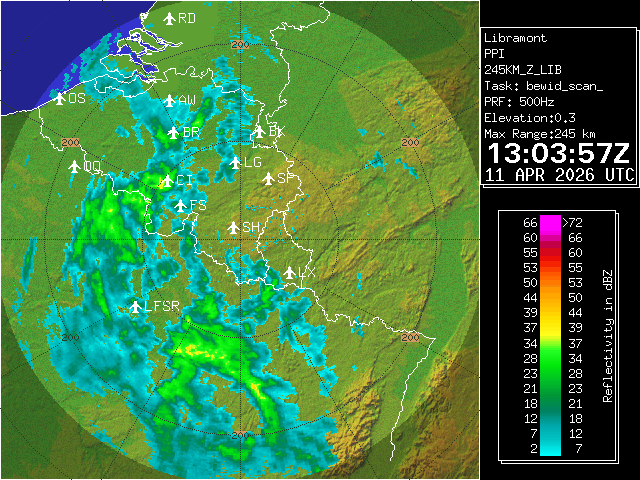 RD
200
OS
AW
BR
BK
200
200
OO
LG
CI
SP
FS
SH
LX
LFSR
200
200
200
Libramont
PPI
245KM_Z_LIB
Task: bewid_scan_
PRF: 500Hz
Elevation:0.3
Max Range:245 km
13:03:57Z
11 APR 2026 UTC
66 >72
60 66
55 60
53 55
50 53
44 50
39 44
37 39
34 37
28 34
23 28
21 23
18 21
12 18
7 12
2 7
Reflectivity in dBZ